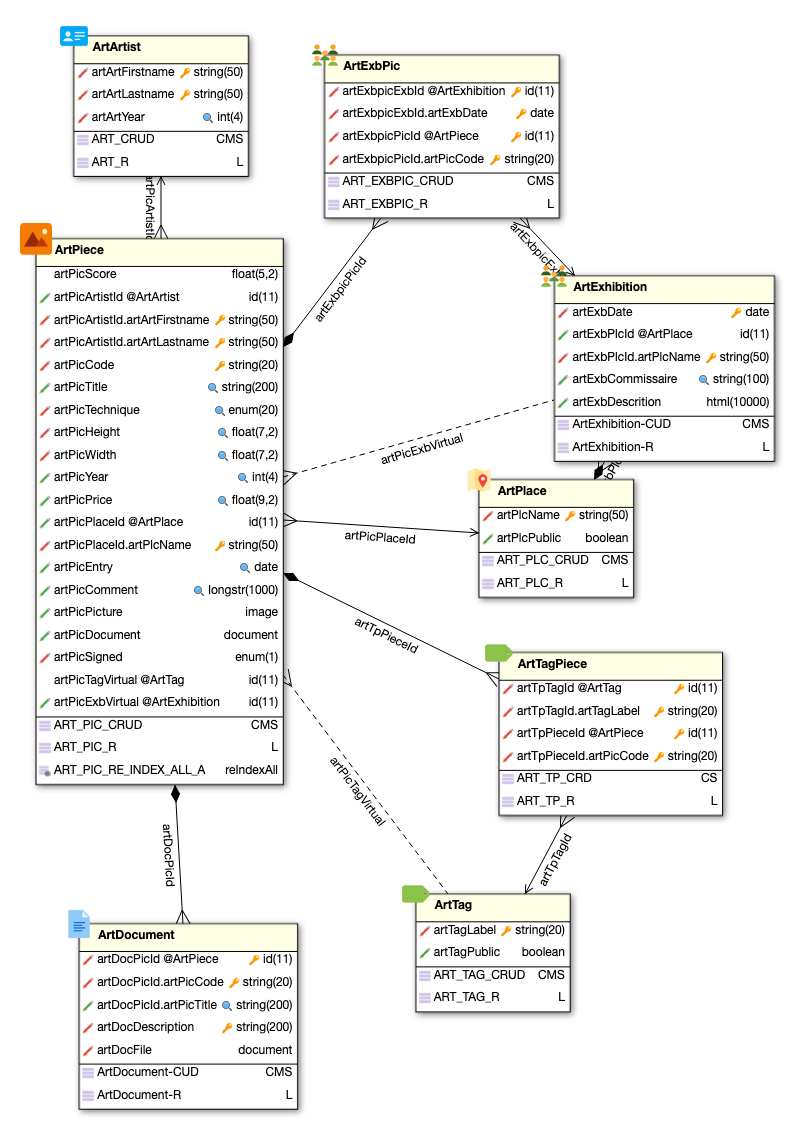 ArtArtist
artArtFirstname string(50)
artArtLastname string(50)
artArtYear int(4)
ART_CRUD CMS
ART_R L
ArtExbPic
artExbpicExbId @ArtExhibition id(11)
artExbpicExbId.artExbDate date
artExbpicPicId @ArtPiece id(11)
artExbpicPicId.artPicCode string(20)
ART_EXBPIC_CRUD CMS
ART_EXBPIC_R L
artExbpicPicId
ArtPiece
artPicScore float(5,2)
artPicArtistId @ArtArtist id(11)
artPicArtistId.artArtFirstname string(50)
artPicArtistId.artArtLastname string(50)
artPicCode string(20)
artPicTitle string(200)
artPicTechnique enum(20)
artPicHeight float(7,2)
artPicWidth float(7,2)
artPicYear int(4)
artPicPrice float(9,2)
artPicPlaceId @ArtPlace id(11)
artPicPlaceId.artPlcName string(50)
artPicEntry date
artPicComment longstr(1000)
artPicPicture image
artPicDocument document
artPicSigned enum(1)
artPicTagVirtual @ArtTag id(11)
artPicExbVirtual @ArtExhibition id(11)
ART_PIC_CRUD CMS
ART_PIC_R L
ART_PIC_RE_INDEX_ALL_A reIndexAll
ArtExhibition
artExbDate date
artExbPlcId @ArtPlace id(11)
artExbPlcId.artPlcName string(50)
artExbCommissaire string(100)
artExbDescrition html(10000)
ArtExhibition-CUD CMS
ArtExhibition-R L
artPicExbVirtual
ArtPlace
artPlcName string(50)
artPlcPublic boolean
ART_PLC_CRUD CMS
ART_PLC_R L
artPicPlaceId
artTpPieceId
ArtTagPiece
artTpTagId @ArtTag id(11)
artTpTagId.artTagLabel string(20)
artTpPieceId @ArtPiece id(11)
artTpPieceId.artPicCode string(20)
ART_TP_CRD CS
ART_TP_R L
artPicTagVirtual
artTpTagId
artDocPicId
ArtTag
artTagLabel string(20)
artTagPublic boolean
ART_TAG_CRUD CMS
ART_TAG_R L
ArtDocument
artDocPicId @ArtPiece id(11)
artDocPicId.artPicCode string(20)
artDocPicId.artPicTitle string(200)
artDocDescription string(200)
artDocFile document
ArtDocument-CUD CMS
ArtDocument-R L